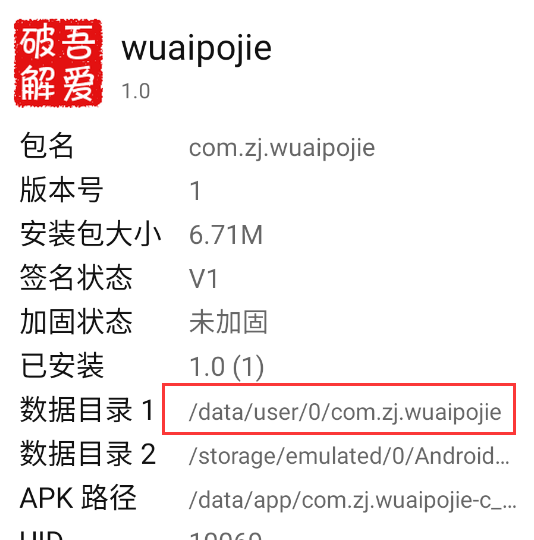 破吾
解爱
wuaipojie
1.0
包名 com.zj.wuaipojie
版本号 1
安装包大小 6.71M
签名状态 V1
加固状态 未加固
已安装 1.0 (1)
数据目录 1 /data/user/0/com.zj.wuaipojie
数据目录 2 /storage/emulated/0/Android...
APK 路径 /data/app/com.zj.wuaipojie-c_...